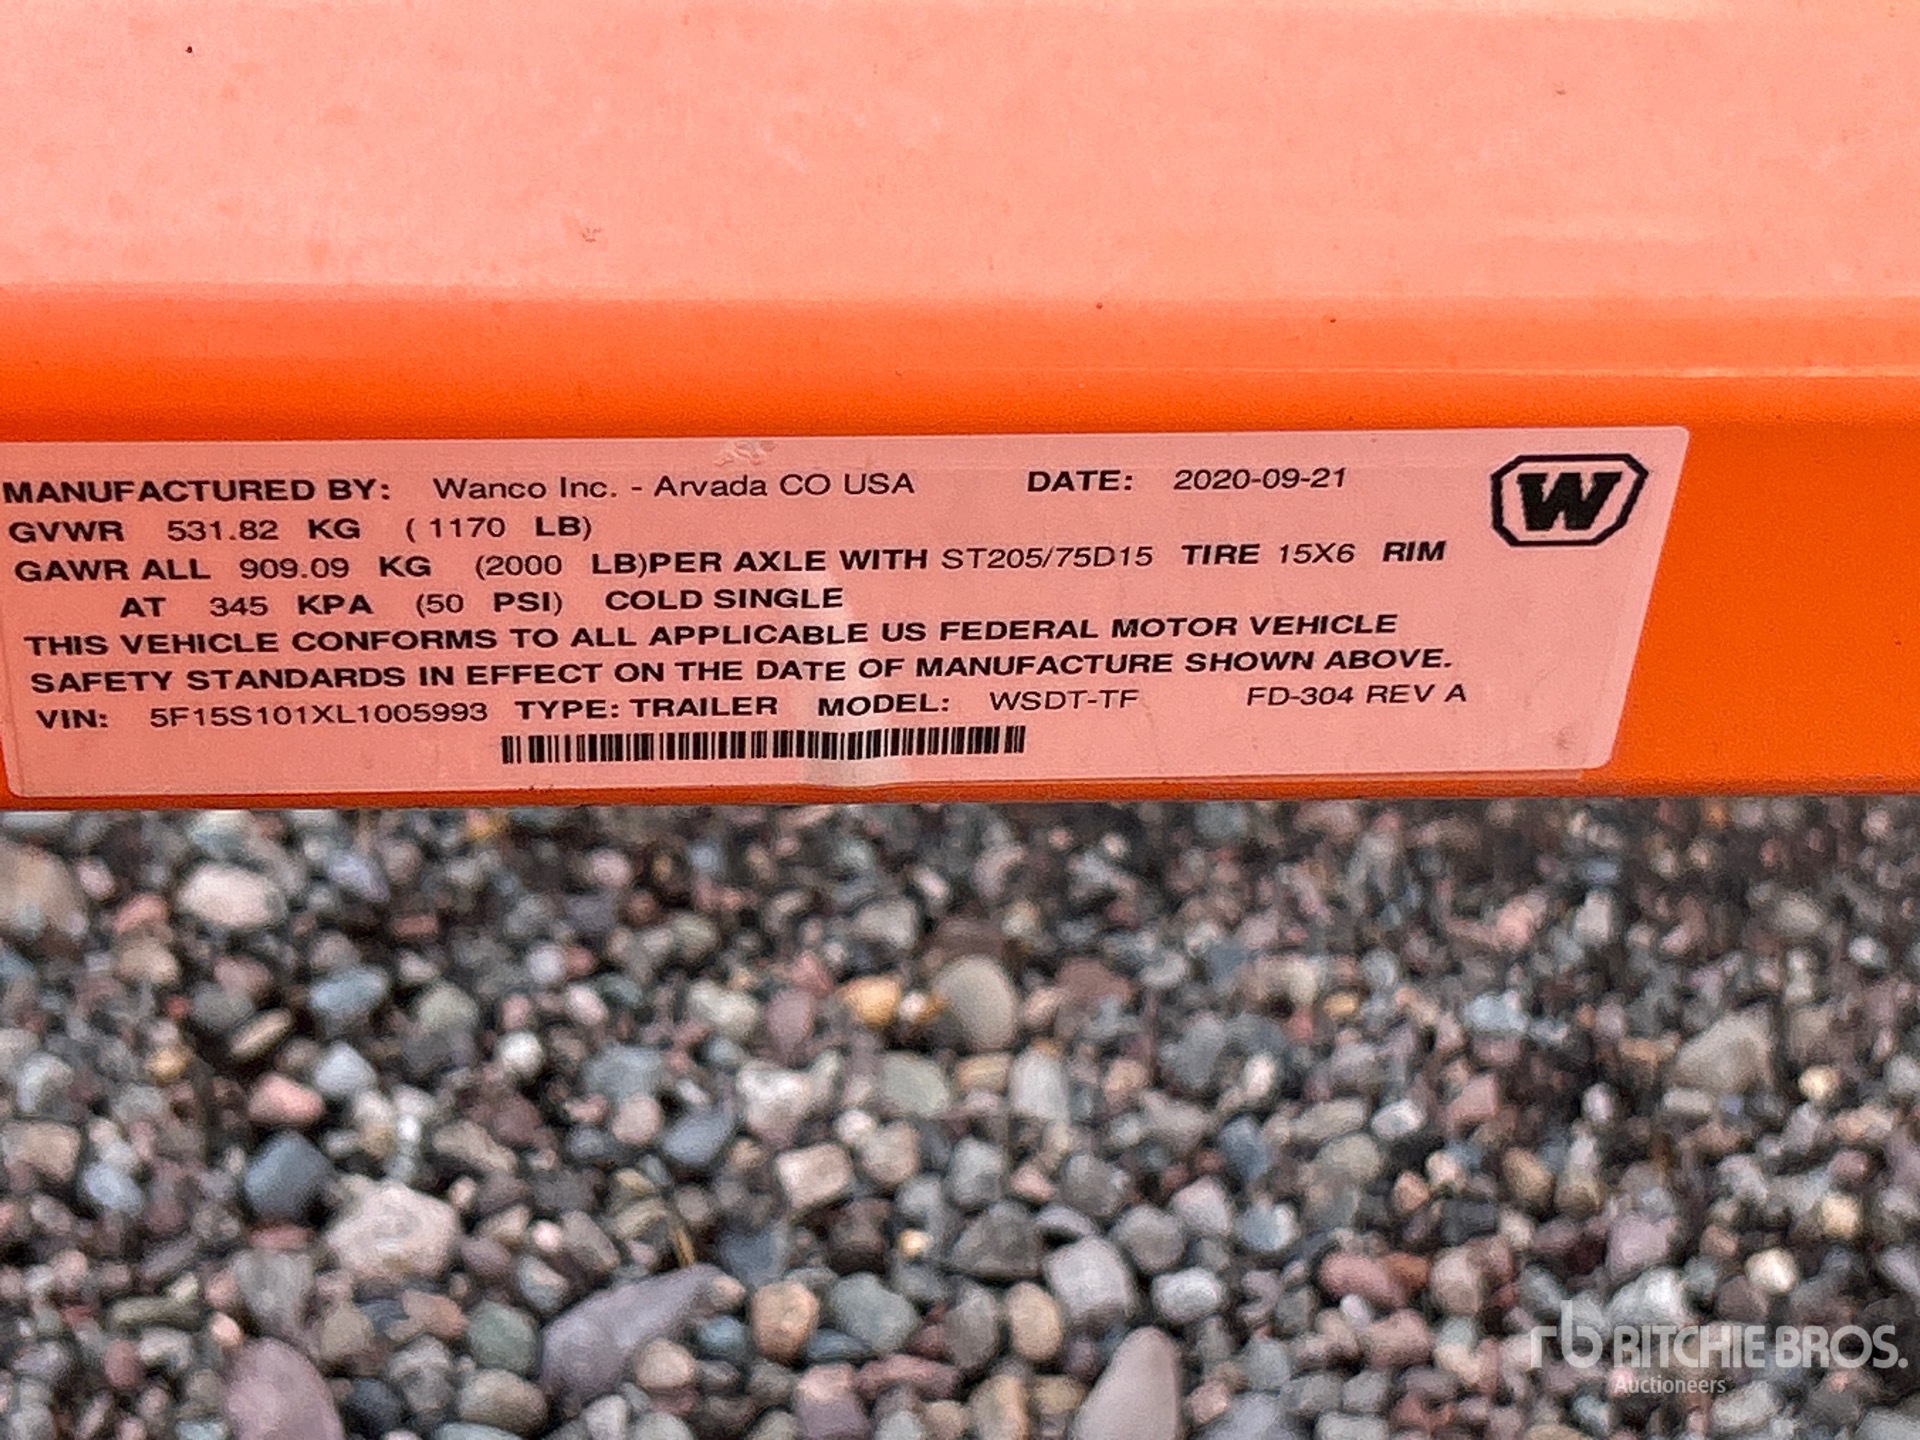 MANUFACTURED BY: Wanco Inc. - Arvada CO USA DATE: 2020-09-21
W
GVWR 531.82 KG ( 1170 LB)
GAWR ALL 909.09 KG (2000 LB)PER AXLE WITH ST205/75D15 TIRE 15X6 RIM
AT 345 KPA (50 PSI) COLD SINGLE
THIS VEHICLE CONFORMS TO ALL APPLICABLE US FEDERAL MOTOR VEHICLE
SAFETY STANDARDS IN EFFECT ON THE DATE OF MANUFACTURE SHOWN ABOVE.
VIN: 5F15S101XL1005993 TYPE: TRAILER MODEL: WSDT-TF FD-304 REV A
rb RITCHIE BROS.
Auctioneers